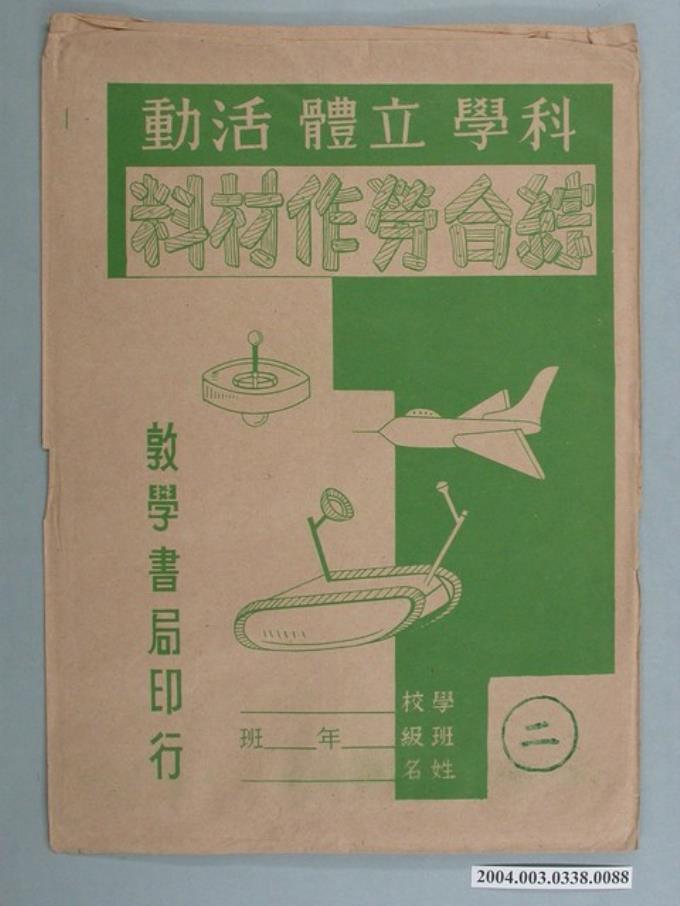 科學 立體 活動
綜合勞作材料
敦學書局印行
學校
班級 年 班
姓名
二
2004.003.0338.0088